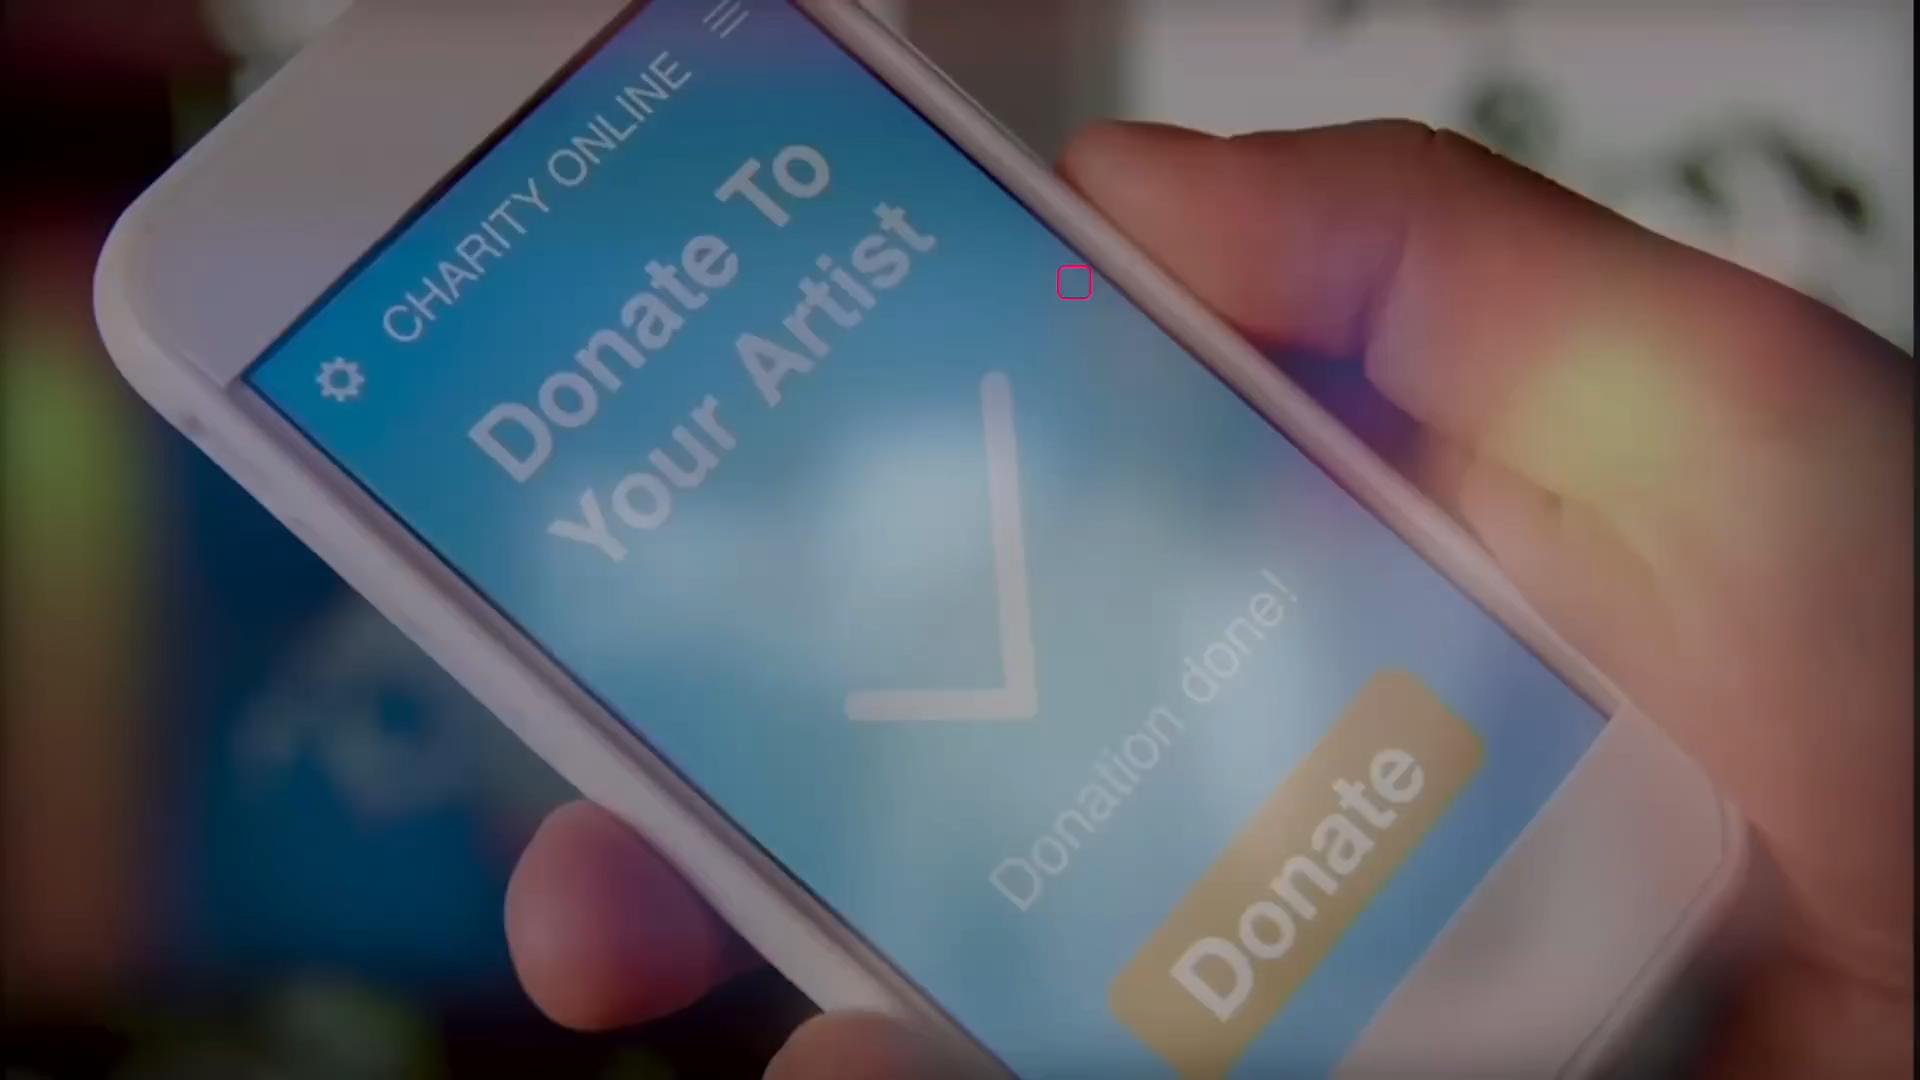 CHARITY ONLINE
Donate To
Your Artist
Donation done!
Donate